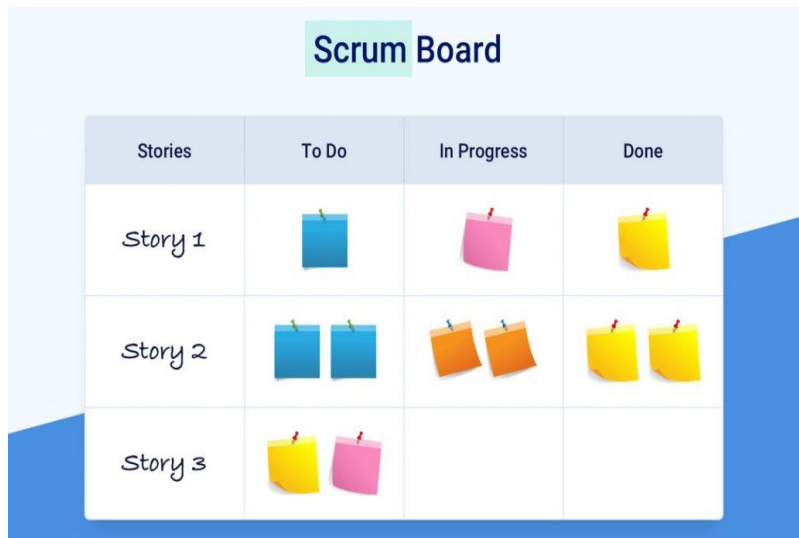 Scrum Board
Stories To Do In Progress Done
Story 1
Story 2
Story 3